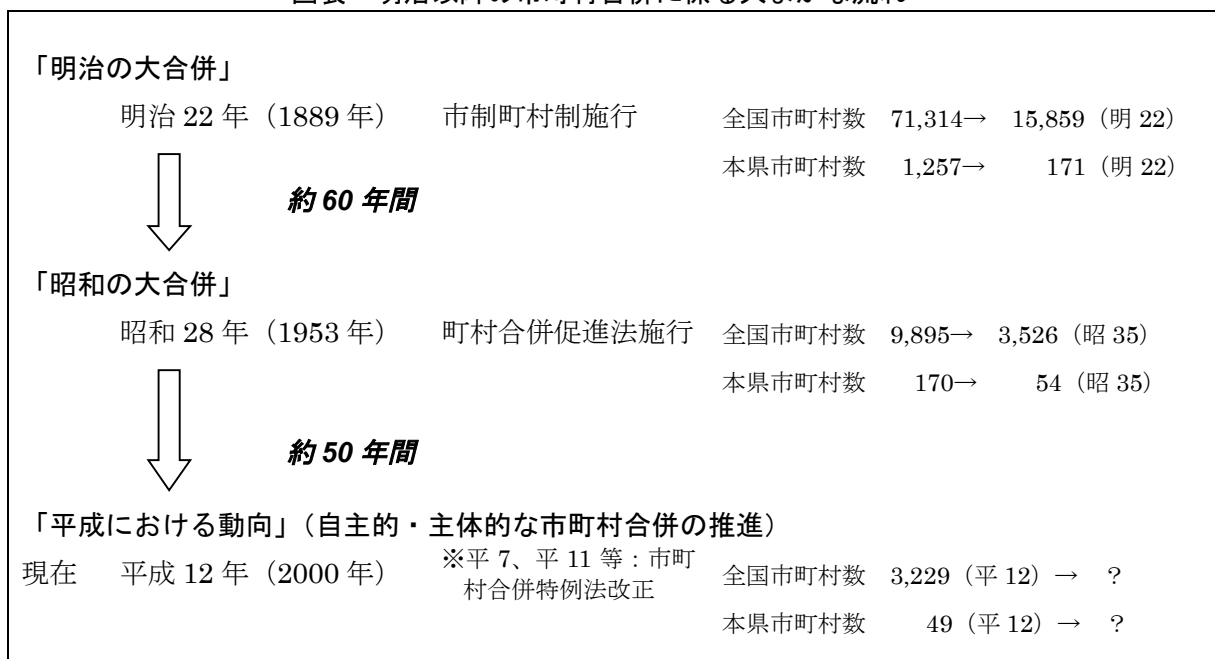 「明治の大合併」
明治 22 年（1889 年） 市制町村制施行 全国市町村数 71,314→ 15,859（明 22）
本県市町村数 1,257→ 171（明 22）
約 60 年間
「昭和の大合併」
昭和 28 年（1953 年） 町村合併促進法施行 全国市町村数 9,895→ 3,526（昭 35）
本県市町村数 170→ 54（昭 35）
約 50 年間
「平成における動向」（自主的・主体的な市町村合併の推進）
現在 平成 12 年（2000 年） ※平 7、平 11 等：市町
村合併特例法改正
全国市町村数 3,229（平 12）→ ？
本県市町村数 49（平 12）→ ？